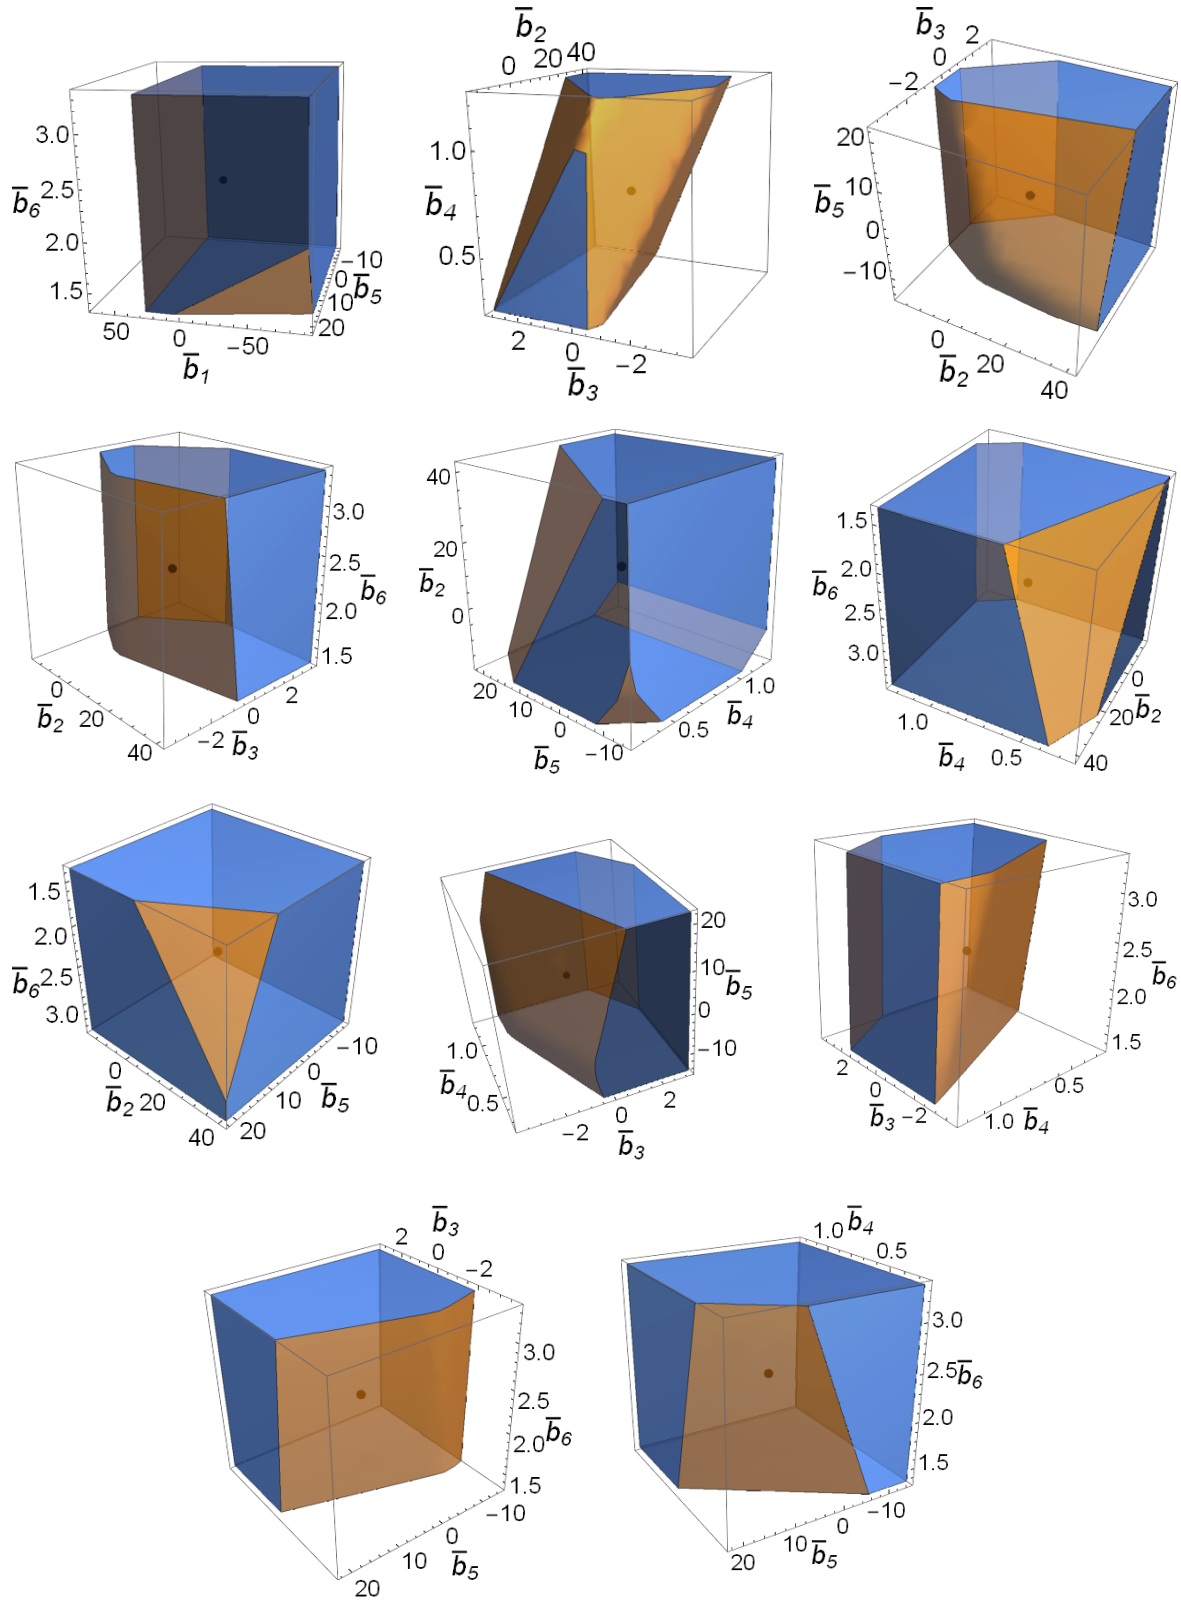 b̄₂
b̄₃ 2
0 20 40
0
-2
3.0
20
1.0
b̄₆ 2.5
b̄₄
b̄₅ 10
2.0
0
0.5
-10
1.5
0 b̄₅
-10
10
50 0 -50 20
2 0 -2
0 20 40
b̄₁
b̄₃
b̄₂
40
3.0
1.5
20
2.5 b̄₆
b̄₂
b̄₆ 2.0
2.0
0
2.5
1.5
3.0
0
2
20 10 0 -10
1.0
0
b̄₂ 20
0
b̄₄
1.0 0.5
20 b̄₂
40
-2 b̄₃
b̄₅
0.5
b̄₄
40
1.5
20
3.0
2.0
10 b̄₅
2.5
b̄₆ 2.5
0
b̄₆
3.0
1.0
-10
2.0
-10
b̄₄ 0.5
1.5
0
0
2 0 -2
0.5
b̄₂ 20
10 b̄₅
-2 0 2
b̄₃
1.0 b̄₄
40 20
b̄₃
b̄₃
2 0 -2
1.0 b̄₄
0.5
3.0
3.0
2.5
2.5 b̄₆
2.0 b̄₆
2.0
1.5
1.5
-10
-10
0
0
10 b̄₅
10 b̄₅
20
20